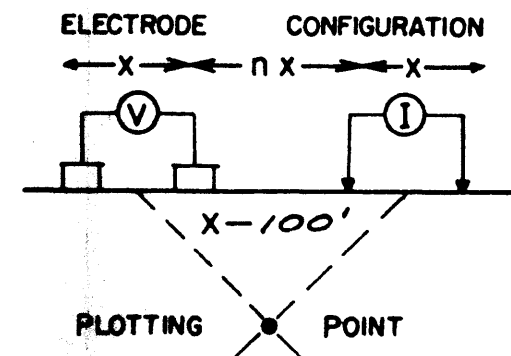 ELECTRODE CONFIGURATION
X n X X
V I
X-100'
PLOTTING POINT